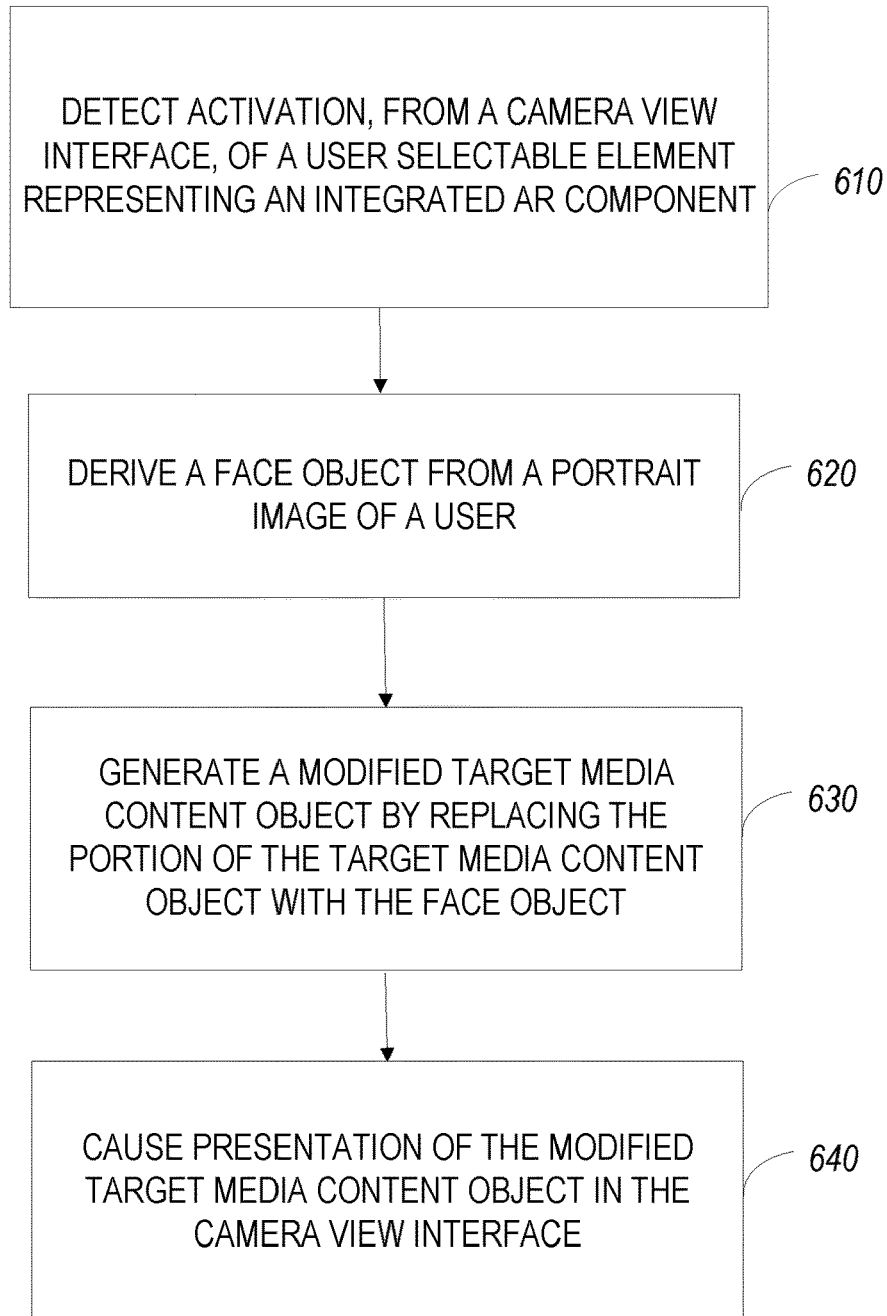 DETECT ACTIVATION, FROM A CAMERA VIEW
INTERFACE, OF A USER SELECTABLE ELEMENT
REPRESENTING AN INTEGRATED AR COMPONENT
610
DERIVE A FACE OBJECT FROM A PORTRAIT
IMAGE OF A USER
620
GENERATE A MODIFIED TARGET MEDIA
CONTENT OBJECT BY REPLACING THE
PORTION OF THE TARGET MEDIA CONTENT
OBJECT WITH THE FACE OBJECT
630
CAUSE PRESENTATION OF THE MODIFIED
TARGET MEDIA CONTENT OBJECT IN THE
CAMERA VIEW INTERFACE
640